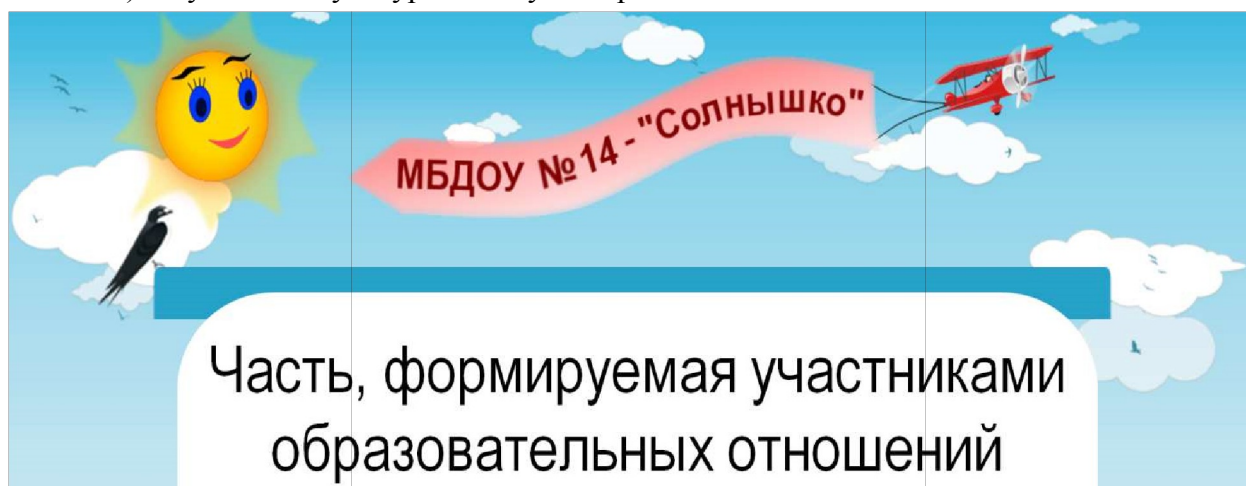 МБДОУ №14 - "Солнышко"
Часть, формируемая участниками
образовательных отношений